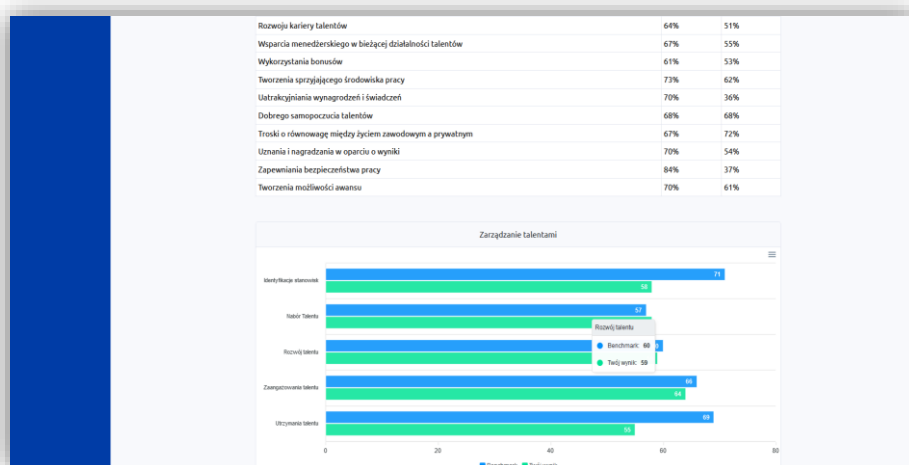 Rozwoju kariery talentów 64% 51%
Wsparcia menedżerskiego w bieżącej działalności talentów 67% 55%
Wykorzystania bonusów 61% 53%
Tworzenia sprzyjającego środowiska pracy 73% 62%
Uatrakcyjniania wynagrodzeń i świadczeń 70% 36%
Dobrego samopoczucia talentów 68% 68%
Troski o równowagę między życiem zawodowym a prywatnym 67% 72%
Uznania i nagradzania w oparciu o wyniki 70% 54%
Zapewniania bezpieczeństwa pracy 84% 37%
Tworzenia możliwości awansu 70% 61%
Zarządzanie talentami
Identyfikacje stanowisk 71
58
Nabór Talentu 57
Rozwój talentu
Rozwój talentu
Benchmark: 60
Twój wynik: 59
Zaangażowania talentu 66
64
Utrzymania talentu 69
55
0 20 40 60 80
Benchmark